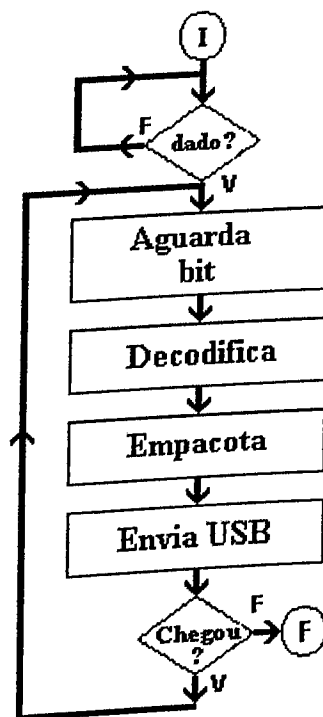 I
F
dado?
V
Aguarda
bit
Decodifica
Empacota
Envia USB
F
Chegou
?
F
V